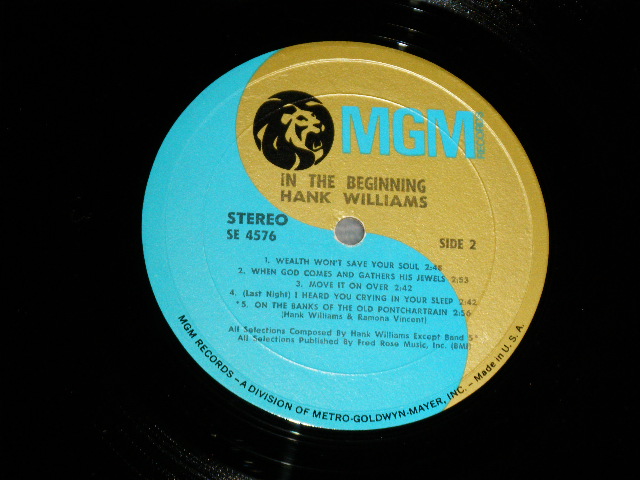 MGM
RECORDS
IN THE BEGINNING
HANK WILLIAMS
STEREO
SE 4576
SIDE 2
1. WEALTH WON'T SAVE YOUR SOUL 2:48
2. WHEN GOD COMES AND GATHERS HIS JEWELS 2:53
3. MOVE IT ON OVER 2:42
4. (Last Night) I HEARD YOU CRYING IN YOUR SLEEP 2:42
*5. ON THE BANKS OF THE OLD PONTCHARTRAIN 2:56
(Hank Williams & Ramona Vincent)
All Selections Composed By Hank Williams Except Band 5*
All Selections Published By Fred Rose Music, Inc. (BMI)
MGM RECORDS – A DIVISION OF METRO-GOLDWYN-MAYER, INC. – Made in U. S. A.